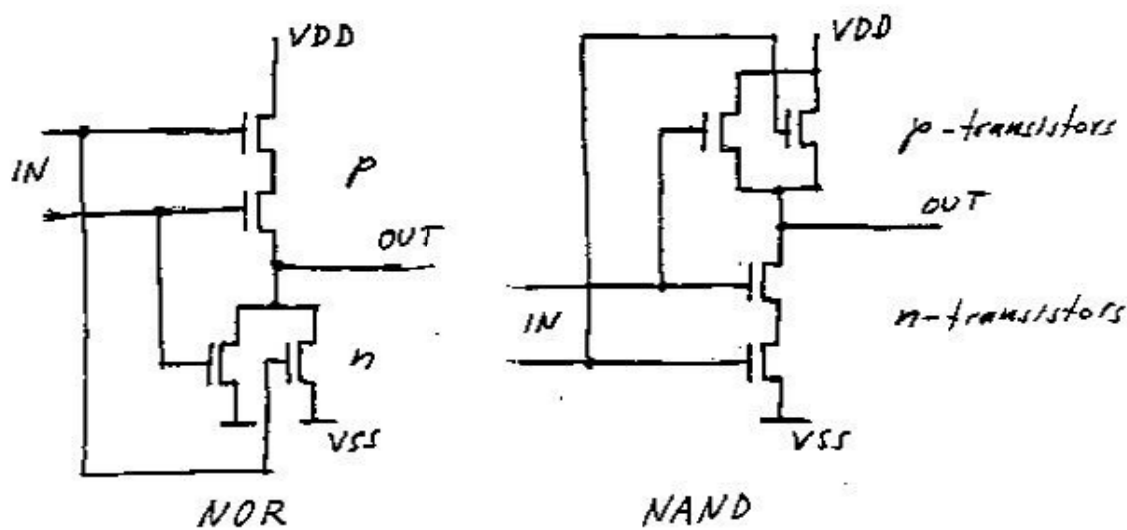 VDD
IN
p
OUT
n
VSS
NOR
VDD
p-transistors
OUT
IN
n-transistors
VSS
NAND